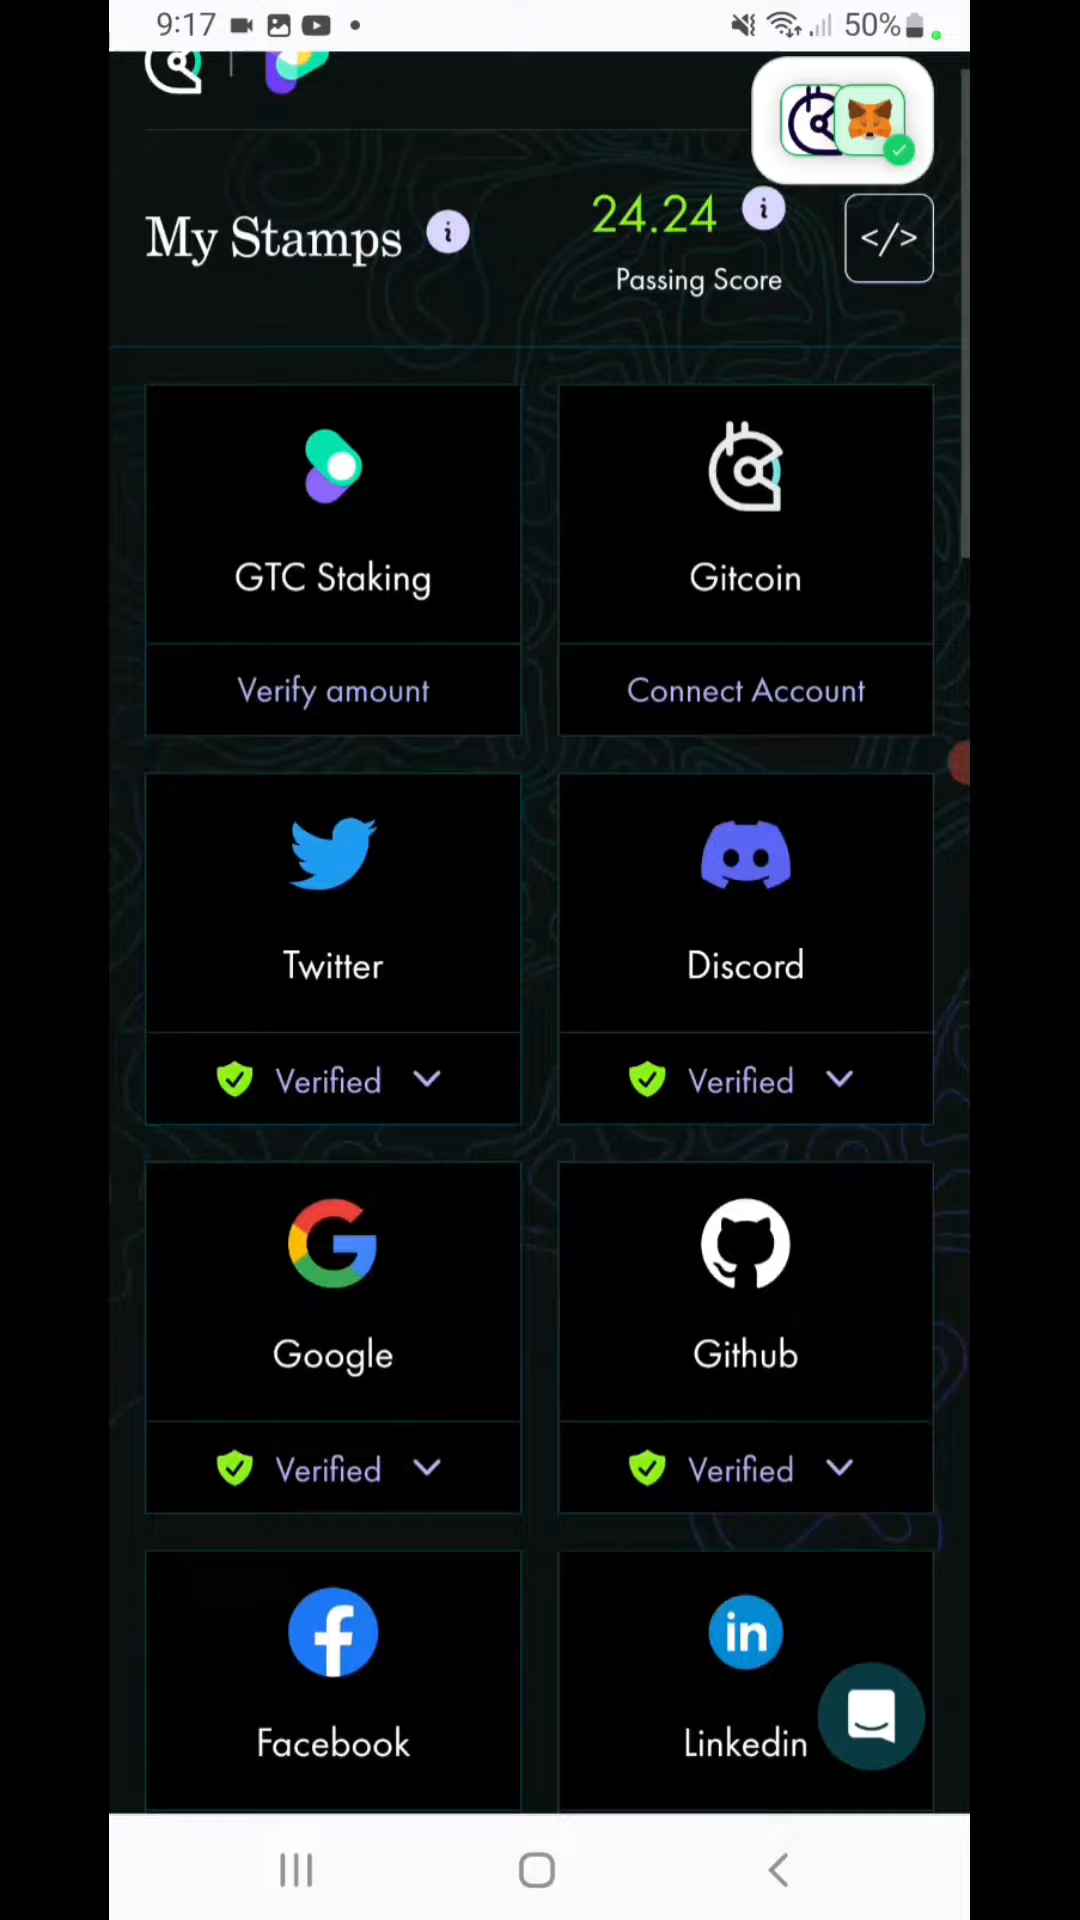 9:17 50%
My Stamps i 24.24 i </>
Passing Score
GTC Staking Gitcoin
Verify amount Connect Account
Twitter Discord
Verified Verified
Google Github
Verified Verified
Facebook Linkedin